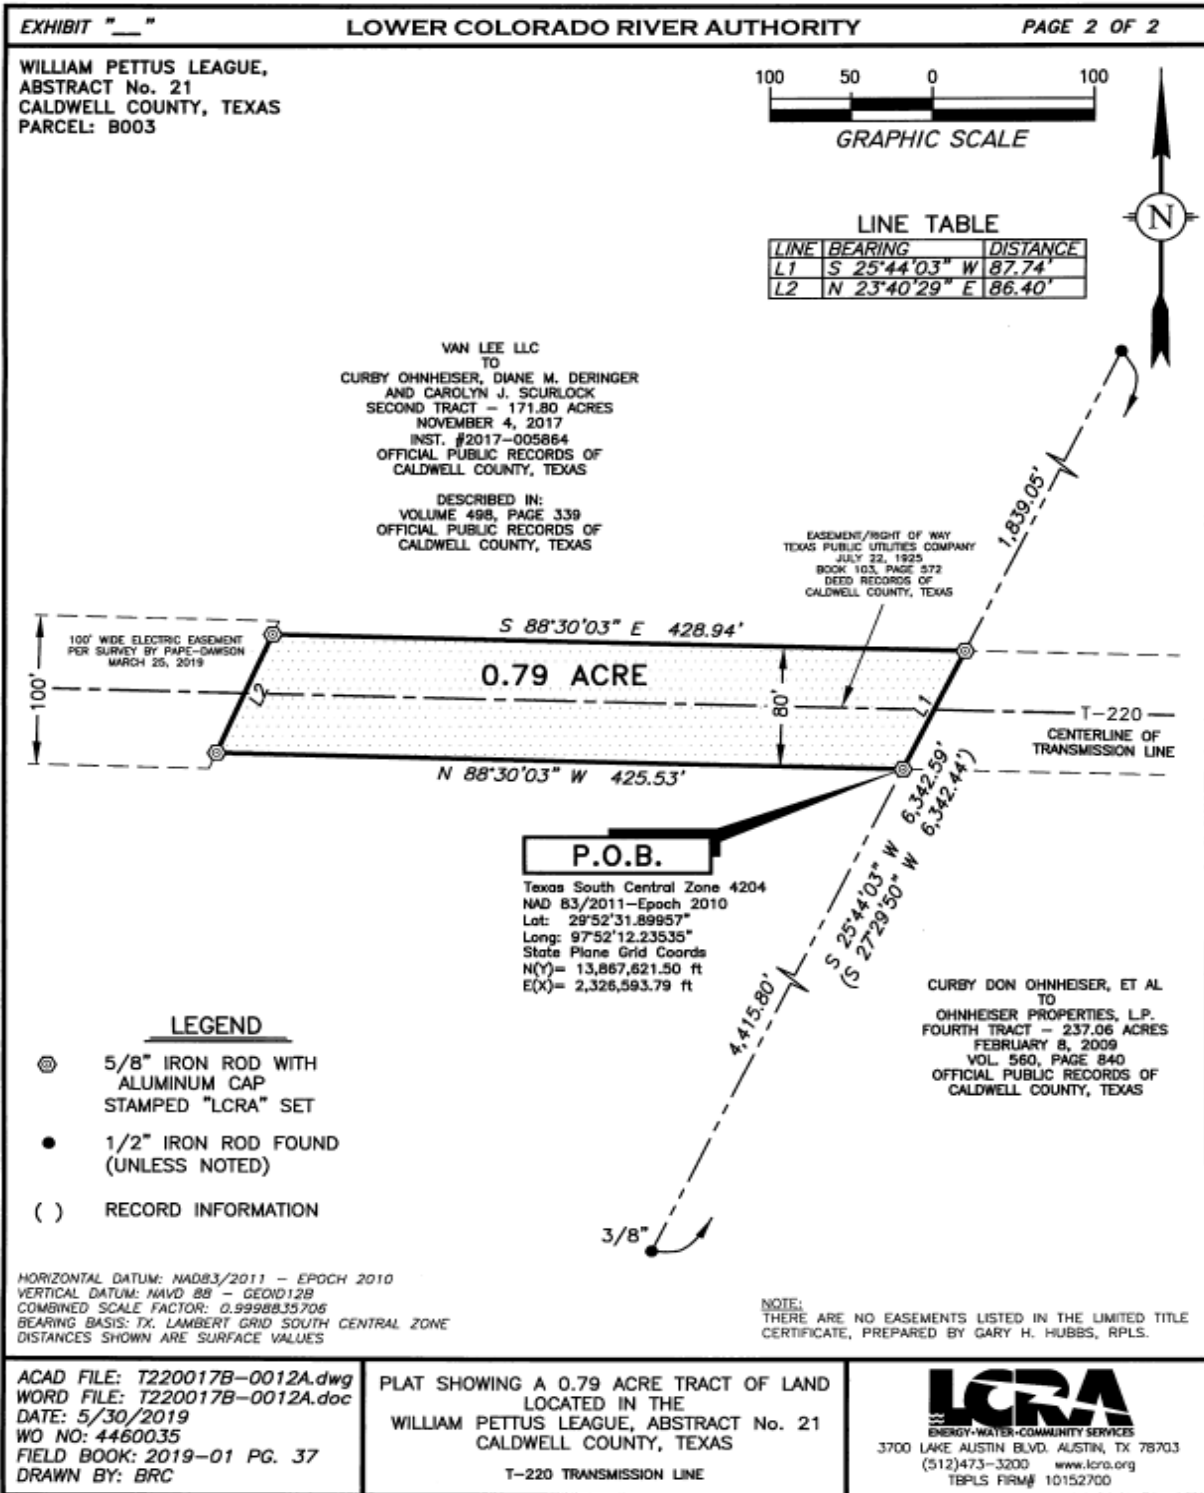 EXHIBIT "__"
LOWER COLORADO RIVER AUTHORITY
PAGE 2 OF 2
WILLIAM PETTUS LEAGUE,
ABSTRACT No. 21
CALDWELL COUNTY, TEXAS
PARCEL: B003
100 50 0 100
GRAPHIC SCALE
N
LINE TABLE
LINE BEARING DISTANCE
L1 S 25°44'03" W 87.74'
L2 N 23°40'29" E 86.40'
VAN LEE LLC
TO
CURBY OHNHEISER, DIANE M. DERINGER
AND CAROLYN J. SCURLOCK
SECOND TRACT - 171.80 ACRES
NOVEMBER 4, 2017
INST. #2017-005864
OFFICIAL PUBLIC RECORDS OF
CALDWELL COUNTY, TEXAS
DESCRIBED IN:
VOLUME 498, PAGE 339
OFFICIAL PUBLIC RECORDS OF
CALDWELL COUNTY, TEXAS
1,839.05'
EASEMENT/RIGHT OF WAY
TEXAS PUBLIC UTILITIES COMPANY
JULY 22, 1925
BOOK 103, PAGE 572
DEED RECORDS OF
CALDWELL COUNTY, TEXAS
100' WIDE ELECTRIC EASEMENT
PER SURVEY BY PAPE-DAWSON
MARCH 25, 2019
100'
S 88°30'03" E 428.94'
0.79 ACRE
L2
80'
L1
T-220
CENTERLINE OF
TRANSMISSION LINE
N 88°30'03" W 425.53'
S 25°44'03" W 6,342.59'
(S 27°29'50" W 6,342.44')
P.O.B.
Texas South Central Zone 4204
NAD 83/2011-Epoch 2010
Lat: 29°52'31.89957"
Long: 97°52'12.23535"
State Plane Grid Coords
N(Y)= 13,867,621.50 ft
E(X)= 2,326,593.79 ft
4,415.80'
CURBY DON OHNHEISER, ET AL
TO
OHNHEISER PROPERTIES, L.P.
FOURTH TRACT - 237.06 ACRES
FEBRUARY 8, 2009
VOL. 560, PAGE 840
OFFICIAL PUBLIC RECORDS OF
CALDWELL COUNTY, TEXAS
LEGEND
5/8" IRON ROD WITH
ALUMINUM CAP
STAMPED "LCRA" SET
1/2" IRON ROD FOUND
(UNLESS NOTED)
( ) RECORD INFORMATION
3/8"
HORIZONTAL DATUM: NAD83/2011 - EPOCH 2010
VERTICAL DATUM: NAVD 88 - GEOID12B
COMBINED SCALE FACTOR: 0.9998835706
BEARING BASIS: TX. LAMBERT GRID SOUTH CENTRAL ZONE
DISTANCES SHOWN ARE SURFACE VALUES
NOTE:
THERE ARE NO EASEMENTS LISTED IN THE LIMITED TITLE
CERTIFICATE, PREPARED BY GARY H. HUBBS, RPLS.
ACAD FILE: T220017B-0012A.dwg
WORD FILE: T220017B-0012A.doc
DATE: 5/30/2019
WO NO: 4460035
FIELD BOOK: 2019-01 PG. 37
DRAWN BY: BRC
PLAT SHOWING A 0.79 ACRE TRACT OF LAND
LOCATED IN THE
WILLIAM PETTUS LEAGUE, ABSTRACT No. 21
CALDWELL COUNTY, TEXAS
T-220 TRANSMISSION LINE
LCRA
ENERGY•WATER•COMMUNITY SERVICES
3700 LAKE AUSTIN BLVD. AUSTIN, TX 78703
(512)473-3200 www.lcra.org
TBPLS FIRM# 10152700